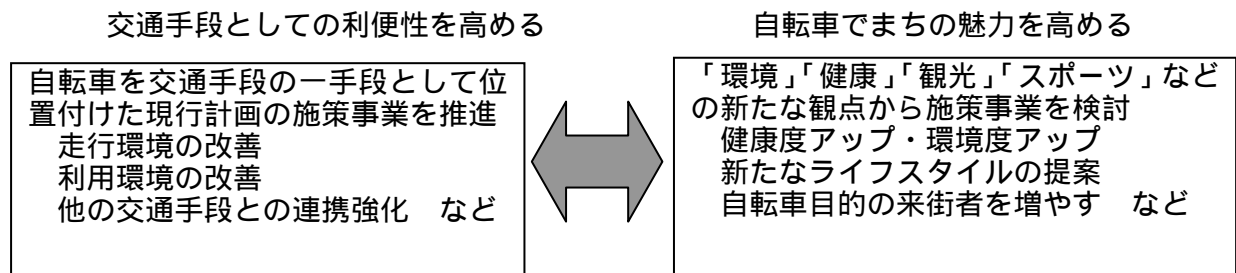 交通手段としての利便性を高める
自転車を交通手段の一手段として位
置付けた現行計画の施策事業を推進
走行環境の改善
利用環境の改善
他の交通手段との連携強化　など
自転車でまちの魅力を高める
「環境」「健康」「観光」「スポーツ」など
の新たな観点から施策事業を検討
健康度アップ・環境度アップ
新たなライフスタイルの提案
自転車目的の来街者を増やす　など